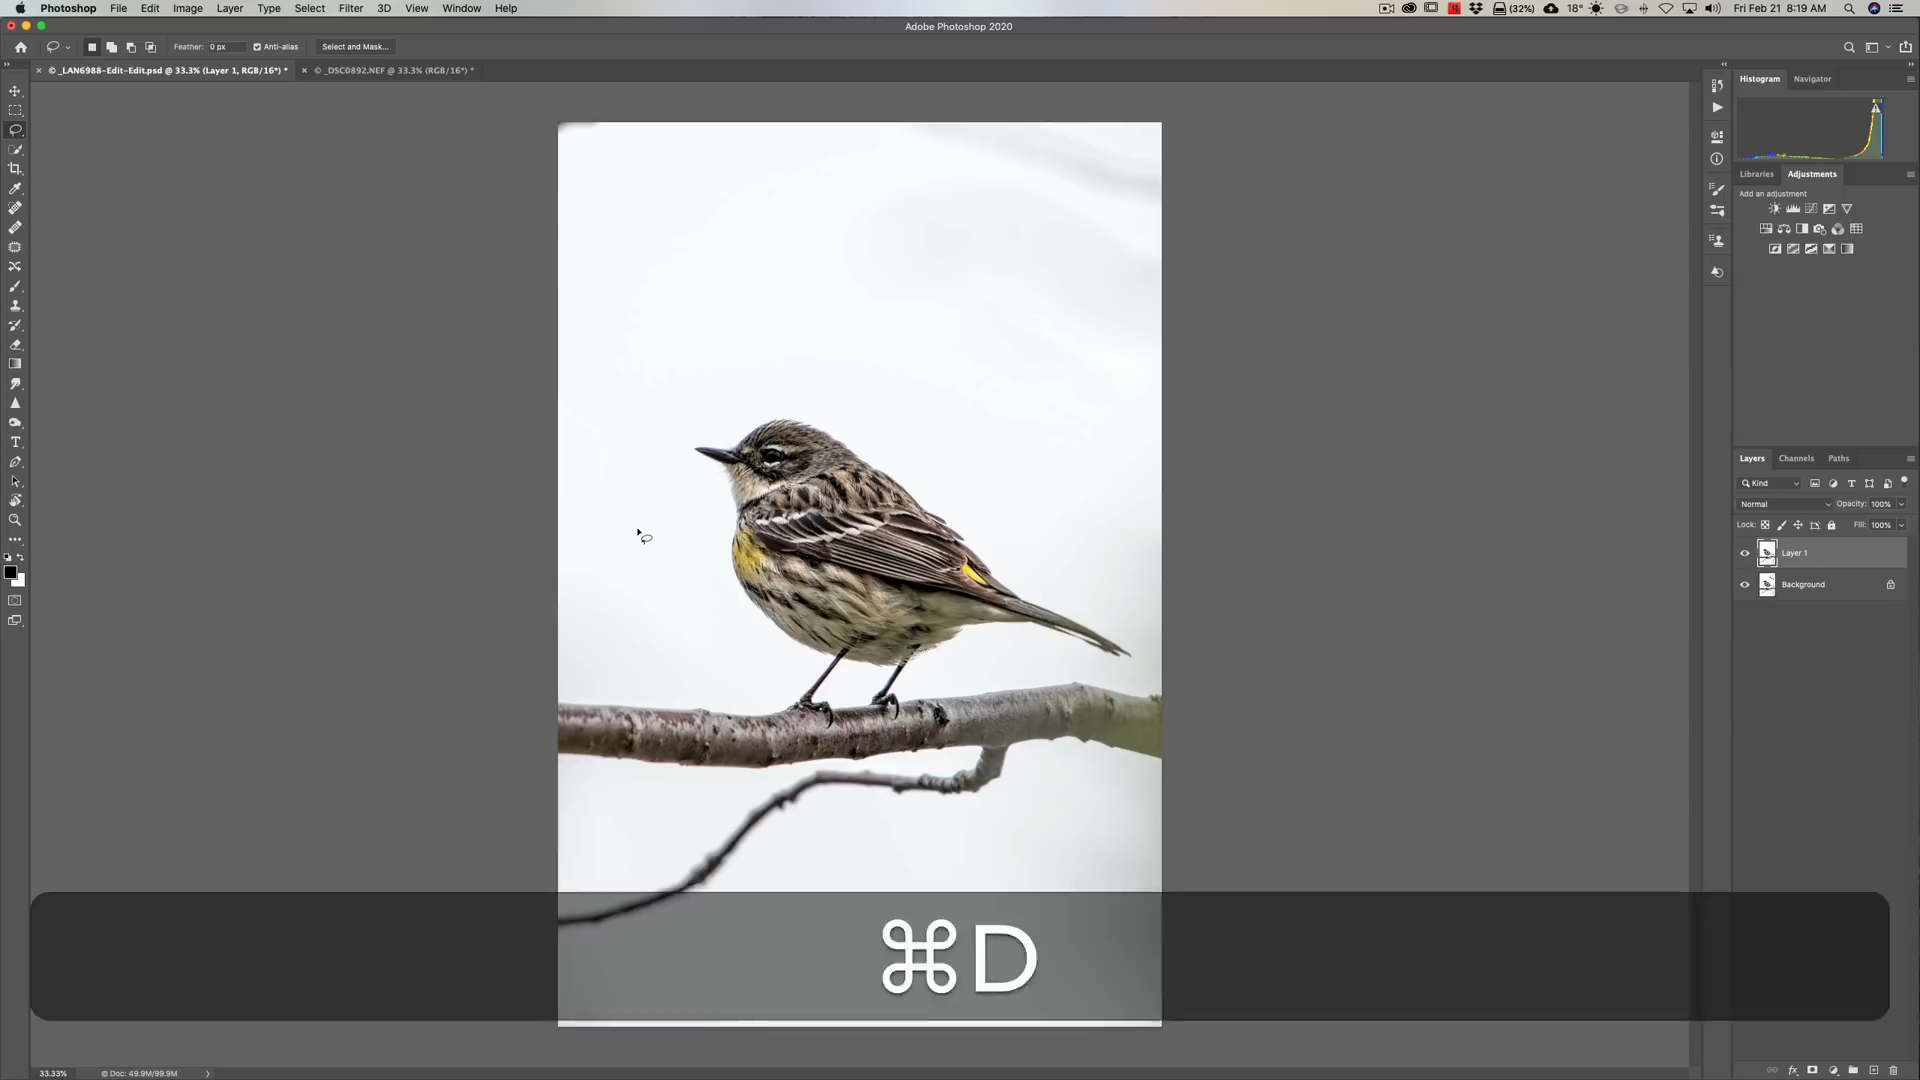 Photoshop File Edit Image Layer Type Select Filter 3D View Window Help (32%) 18° Fri Feb 21 8:19 AM
Adobe Photoshop 2020
Feather: 0 px Anti-alias Select and Mask...
© _LAN6988-Edit-Edit.psd @ 33.3% (Layer 1, RGB/16*) * © _DSC0892.NEF @ 33.3% (RGB/16*) *
Histogram Navigator
Libraries Adjustments
Add an adjustment
Layers Channels Paths
Kind
Normal Opacity: 100%
Lock: Fill: 100%
Layer 1
Background
⌘D
33.33% Doc: 49.9M/99.9M